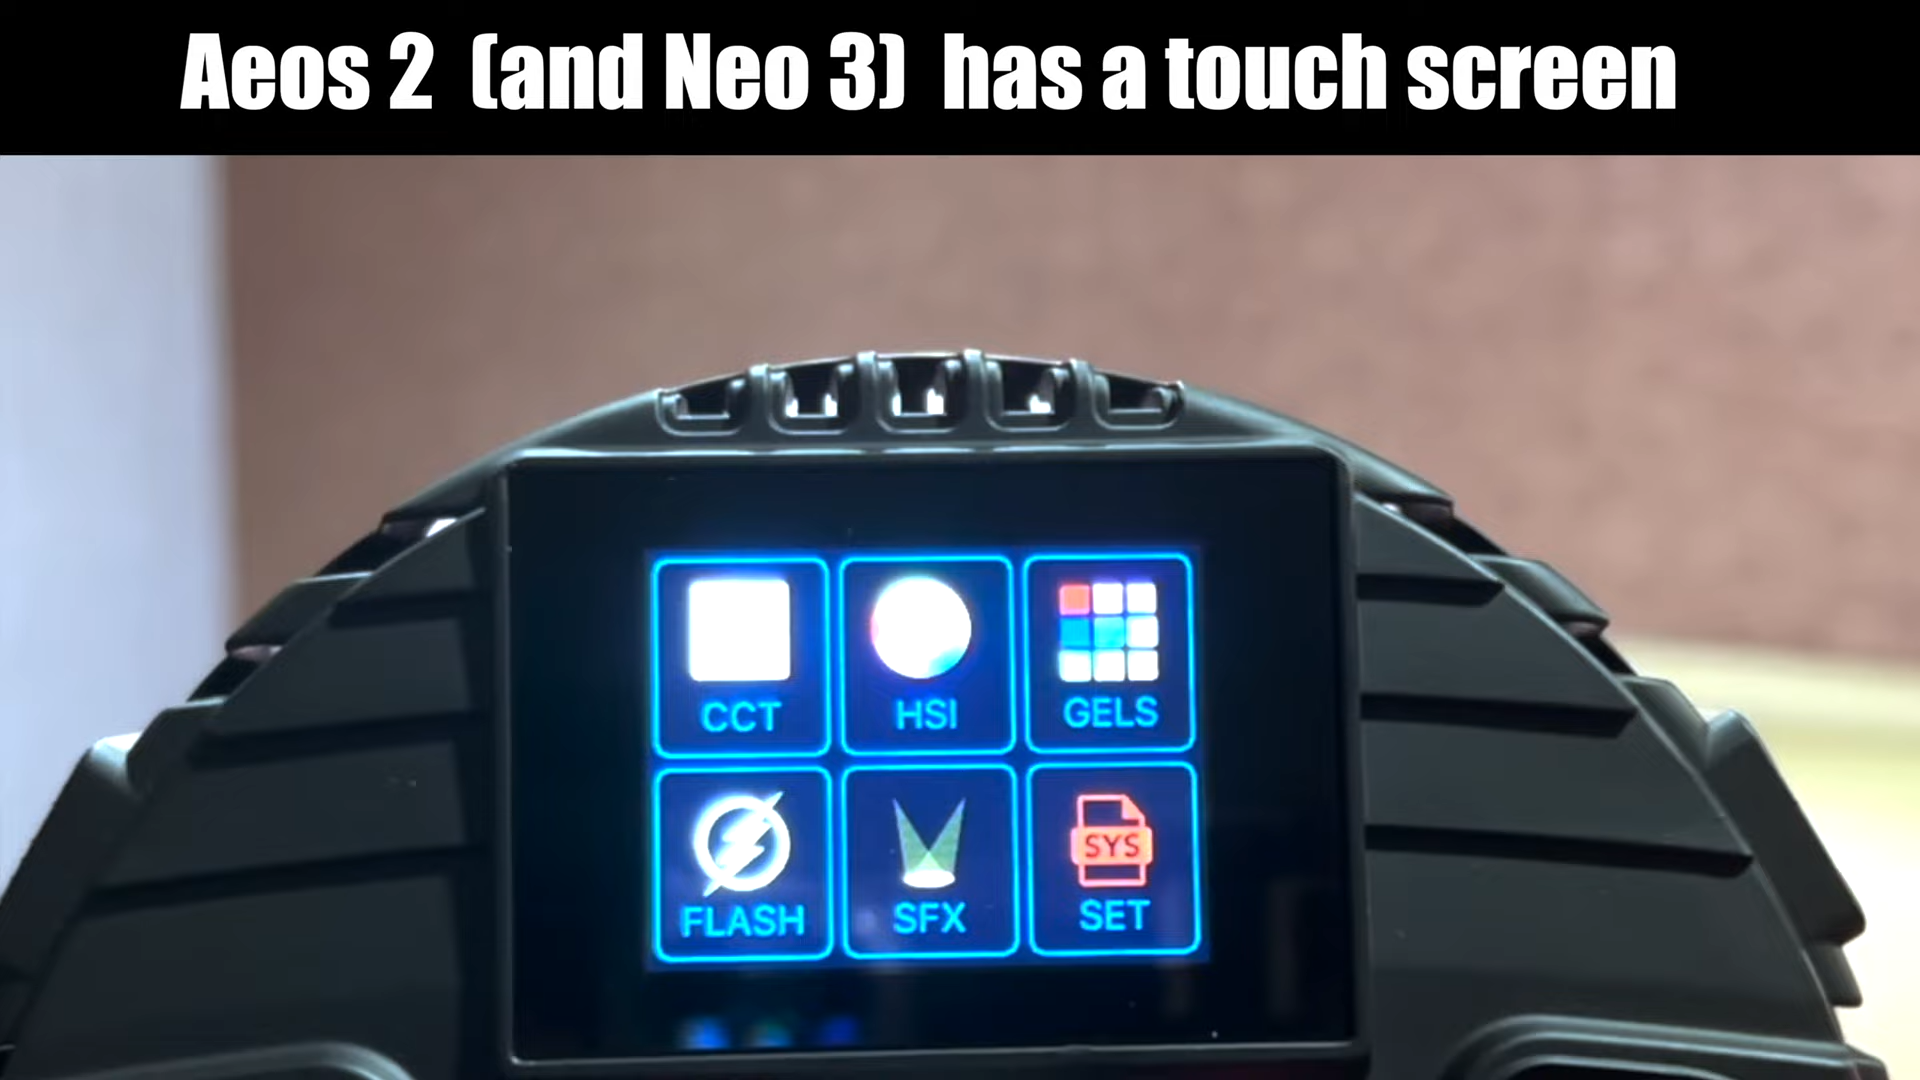 Aeos 2 (and Neo 3) has a touch screen
CCT
HSI
GELS
FLASH
SFX
SYS
SET